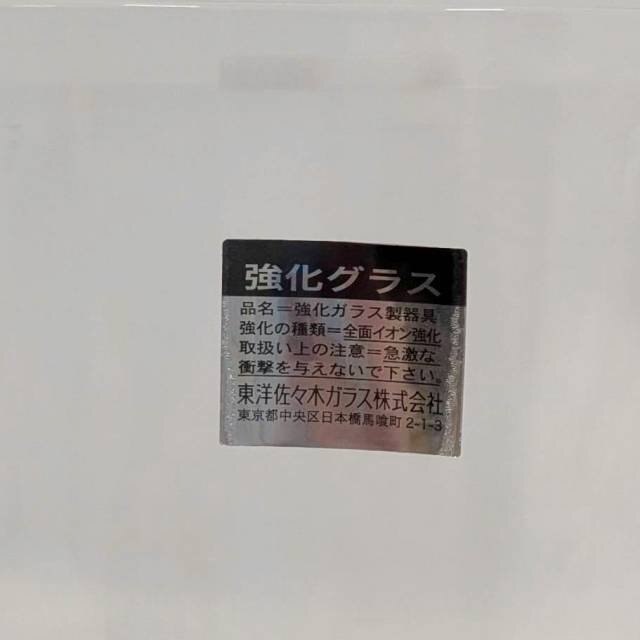 強化グラス
品名＝強化ガラス製器具
強化の種類＝全面イオン強化
取扱い上の注意＝急激な
衝撃を与えないで下さい。
東洋佐々木ガラス株式会社
東京都中央区日本橋馬喰町2-1-3